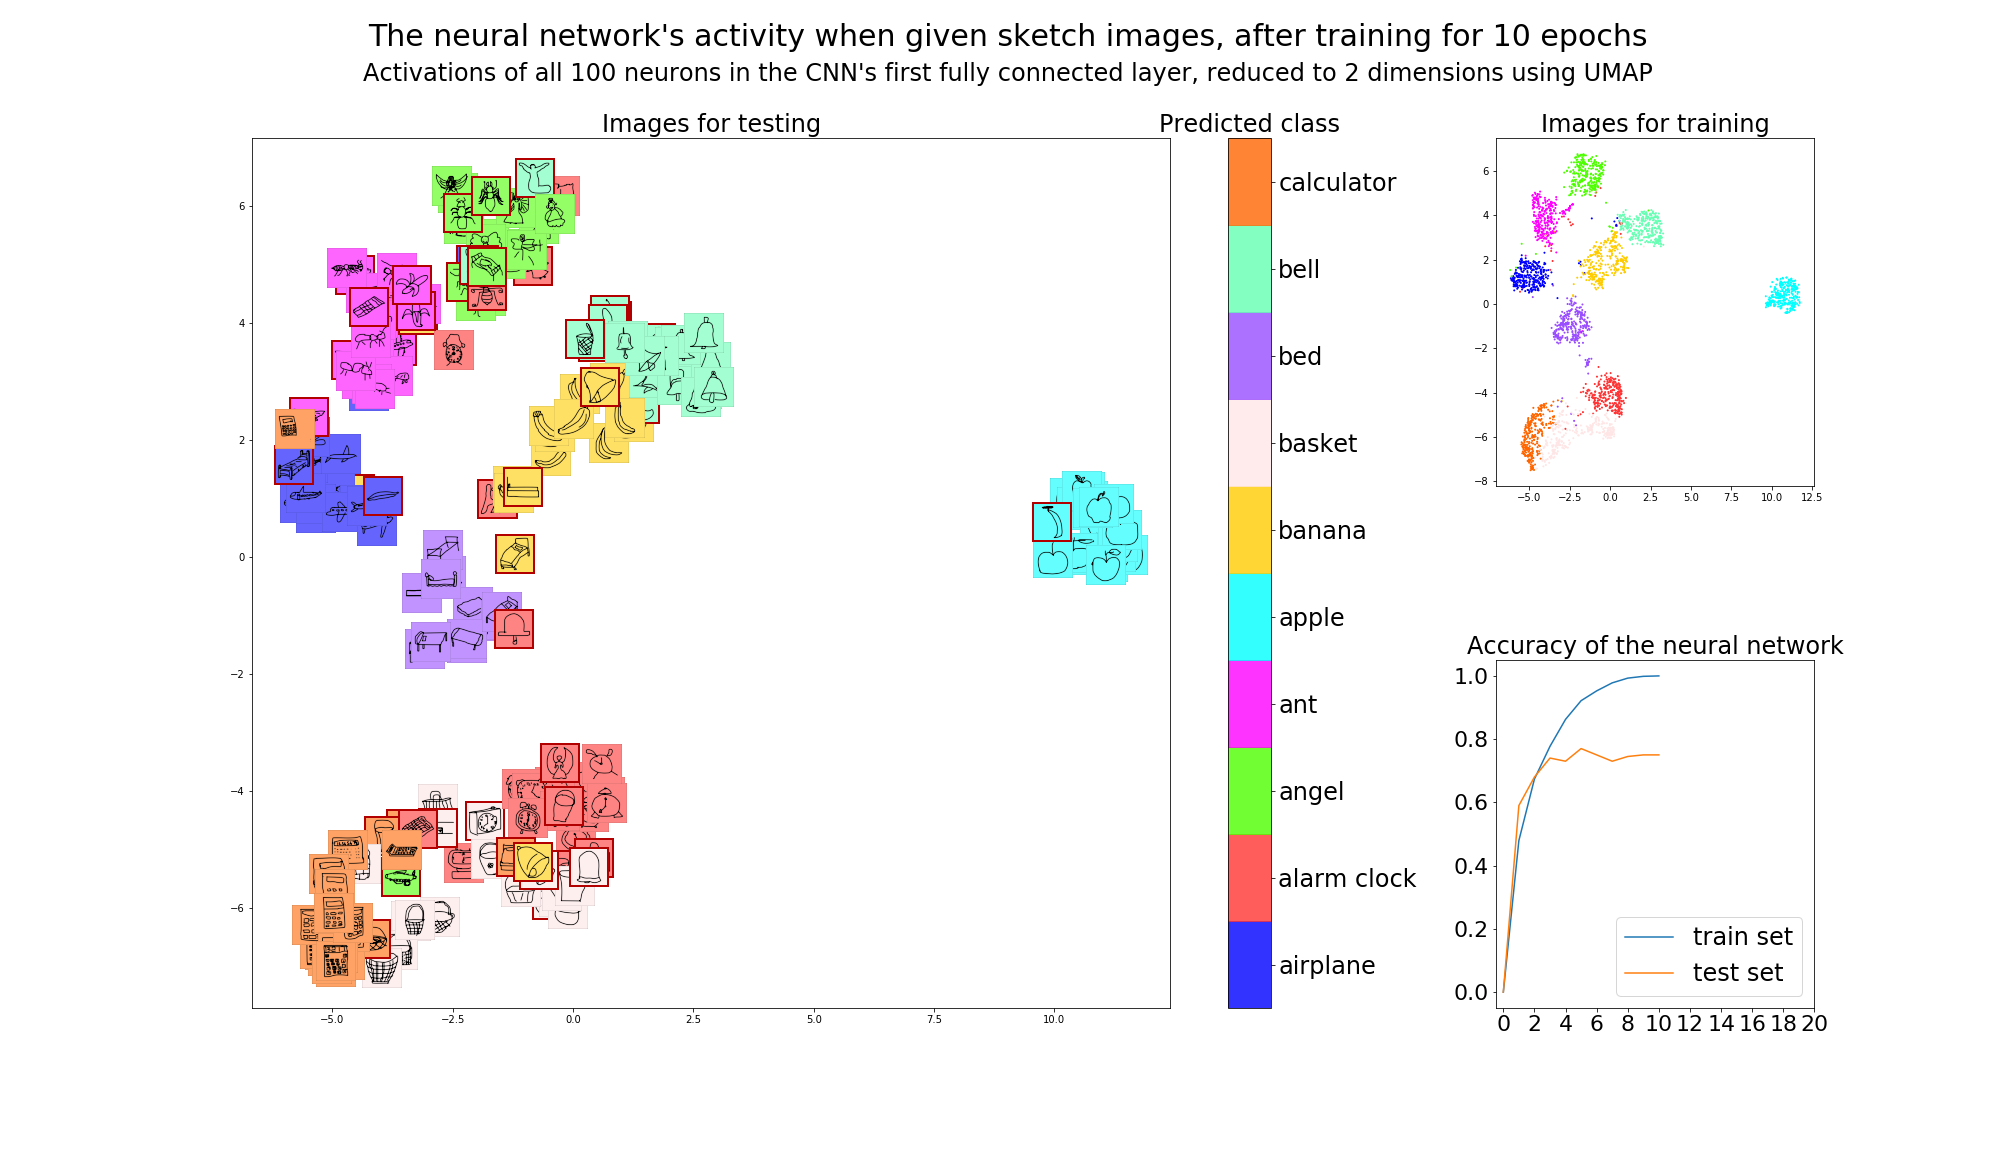 The neural network's activity when given sketch images, after training for 10 epochs
Activations of all 100 neurons in the CNN's first fully connected layer, reduced to 2 dimensions using UMAP
Images for testing
6
4
2
0
−2
−4
−6
−5.0 −2.5 0.0 2.5 5.0 7.5 10.0
Predicted class
calculator
bell
bed
basket
banana
apple
ant
angel
alarm clock
airplane
Images for training
6
4
2
0
−2
−4
−6
−8
−5.0 −2.5 0.0 2.5 5.0 7.5 10.0 12.5
Accuracy of the neural network
1.0
0.8
0.6
0.4
0.2
0.0
train set
test set
0 2 4 6 8 10 12 14 16 18 20